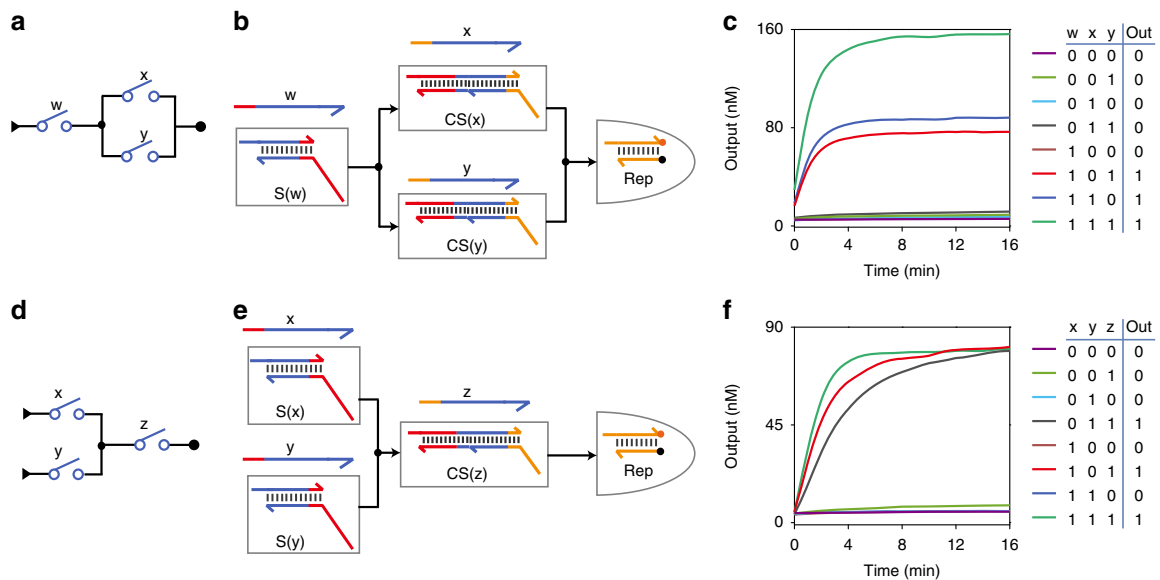 a
w
x
y
b
w
S(w)
x
CS(x)
y
CS(y)
Rep
c
Output (nM)
160
80
0
0 4 8 12 16
Time (min)
w x y Out
0 0 0 0
0 0 1 0
0 1 0 0
0 1 1 0
1 0 0 0
1 0 1 1
1 1 0 1
1 1 1 1
d
x
y
z
e
x
S(x)
y
S(y)
z
CS(z)
Rep
f
Output (nM)
90
45
0
0 4 8 12 16
Time (min)
x y z Out
0 0 0 0
0 0 1 0
0 1 0 0
0 1 1 1
1 0 0 0
1 0 1 1
1 1 0 0
1 1 1 1